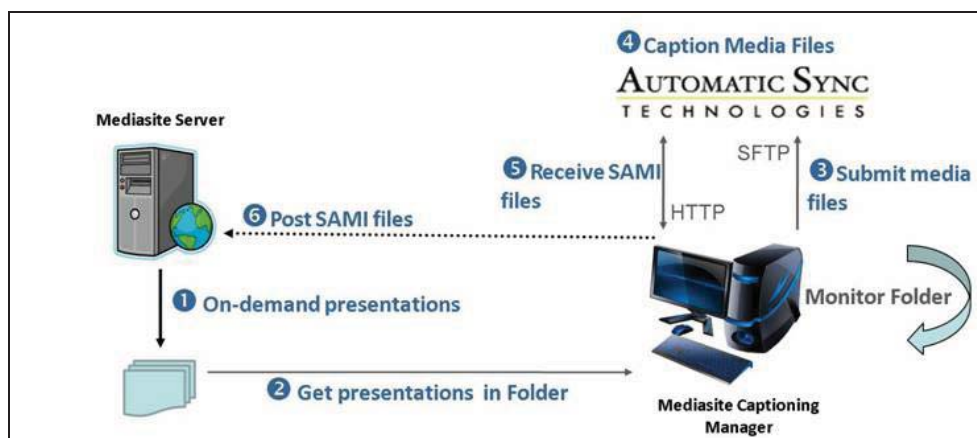 ❹ Caption Media Files
AUTOMATIC SYNC
TECHNOLOGIES
Mediasite Server
❺ Receive SAMI
files
HTTP
SFTP
❸ Submit media
files
❻ Post SAMI files
❶ On-demand presentations
Monitor Folder
❷ Get presentations in Folder
Mediasite Captioning
Manager